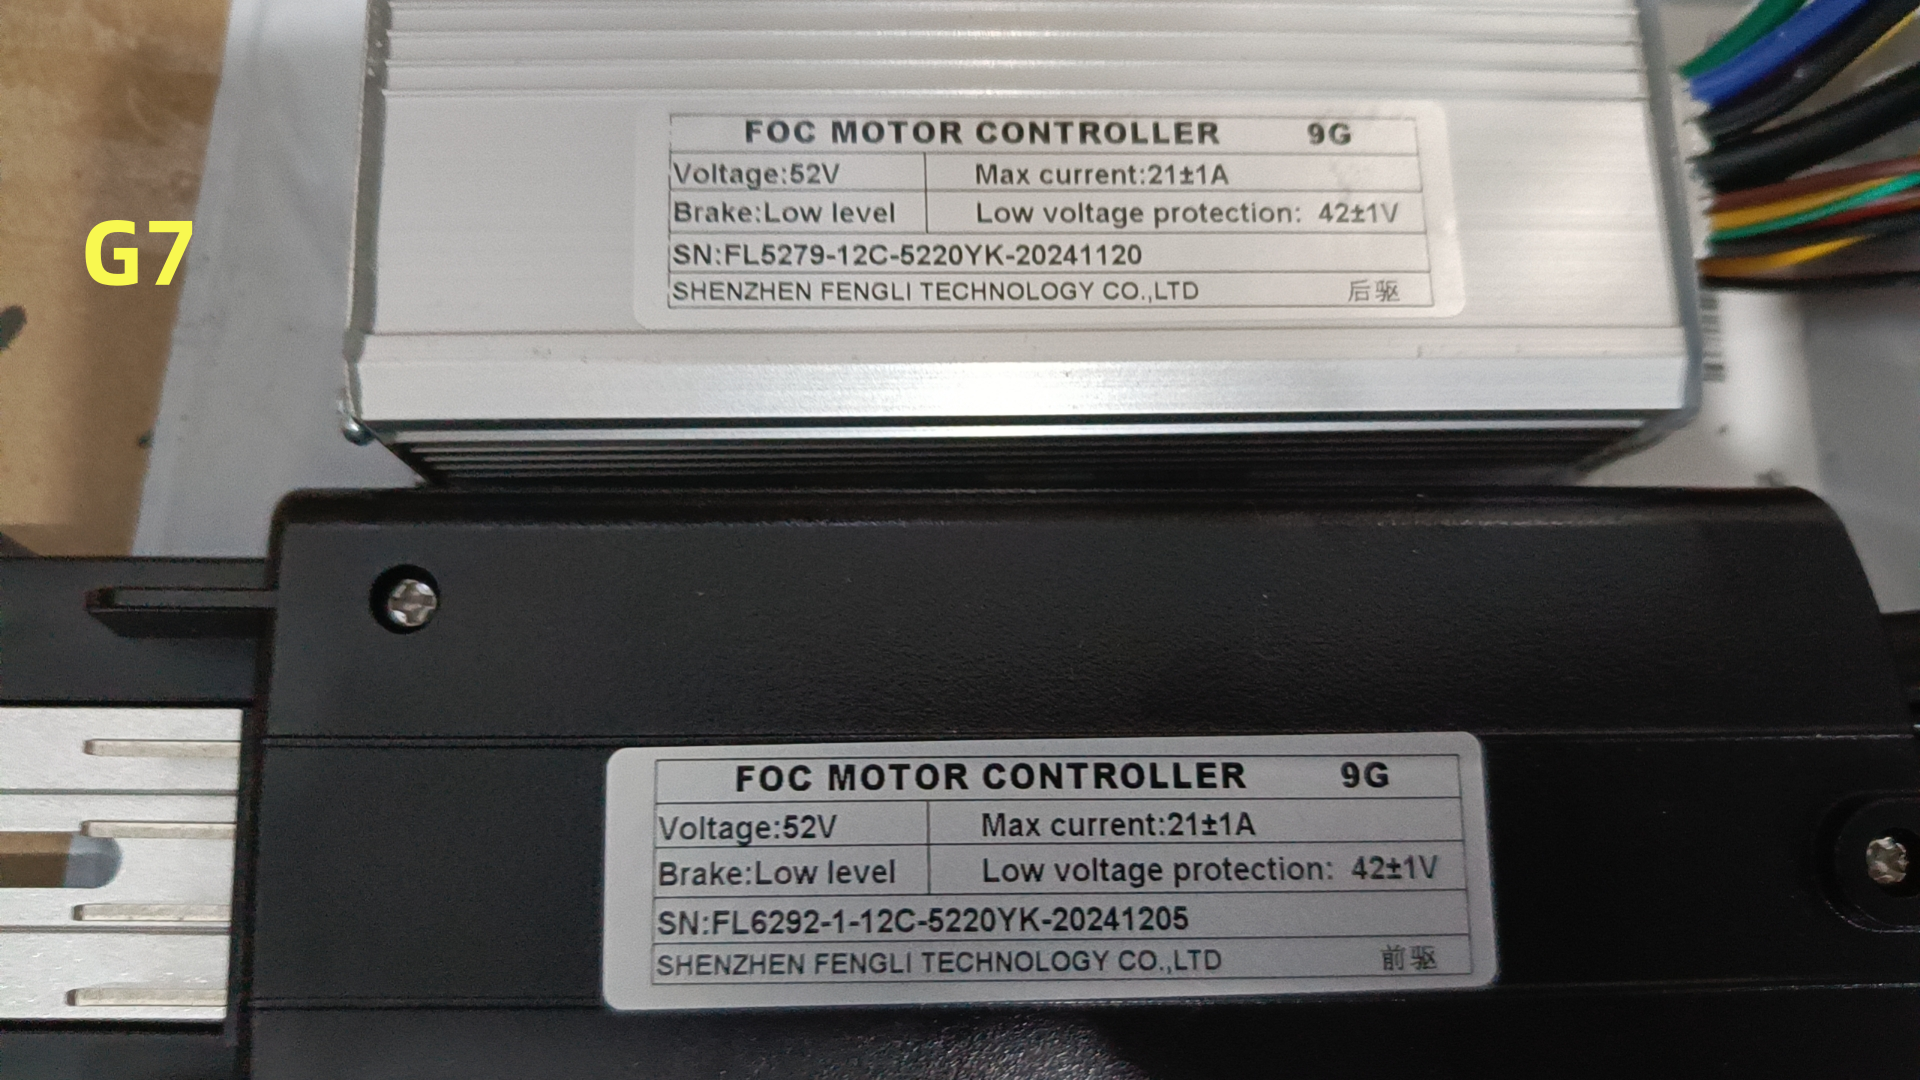 FOC MOTOR CONTROLLER 9G
Voltage:52V Max current:21±1A
Brake:Low level Low voltage protection: 42±1V
SN:FL5279-12C-5220YK-20241120
SHENZHEN FENGLI TECHNOLOGY CO.,LTD 后驱
G7
FOC MOTOR CONTROLLER 9G
Voltage:52V Max current:21±1A
Brake:Low level Low voltage protection: 42±1V
SN:FL6292-1-12C-5220YK-20241205
SHENZHEN FENGLI TECHNOLOGY CO.,LTD 前驱